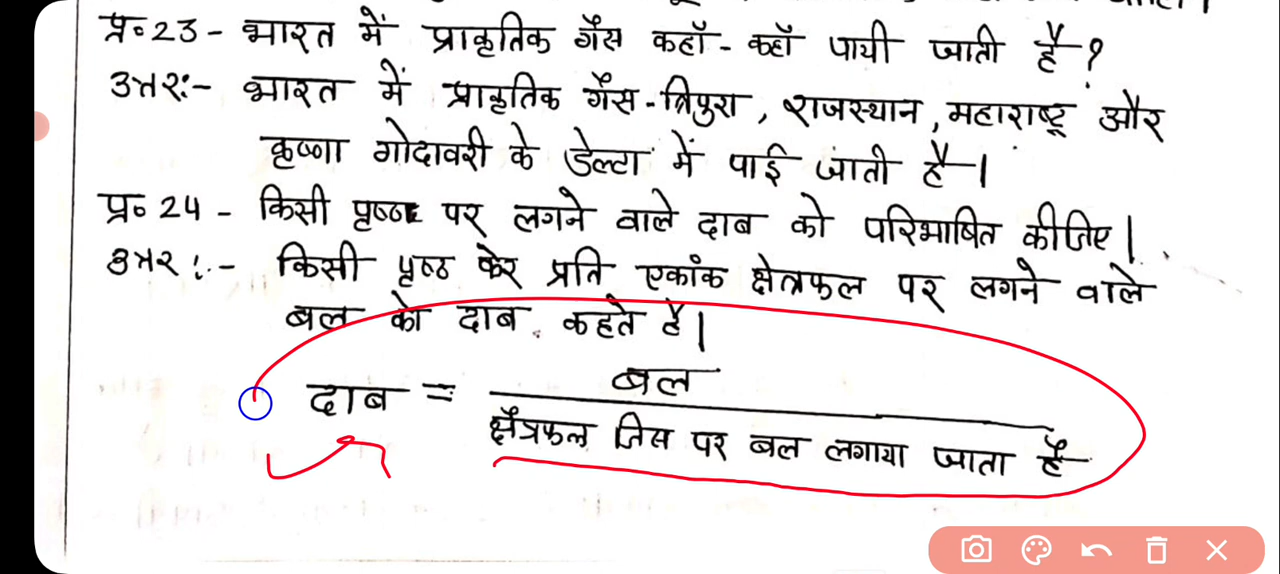 प्र॰23 - भारत में प्राकृतिक गैस कहाँ - कहाँ पायी जाती है ?
उत्तर:- भारत में प्राकृतिक गैस - त्रिपुरा , राजस्थान , महाराष्ट्र और
कृष्णा गोदावरी के डेल्टा में पाई जाती है ।
प्र॰ 24 - किसी पृष्ठ पर लगने वाले दाब को परिभाषित कीजिए ।
उत्तर :- किसी पृष्ठ केर प्रति एकांक क्षेत्रफल पर लगने वाले
बल को दाब कहते हैं ।
दाब = बल
क्षैत्रफल जिस पर बल लगाया जाता है